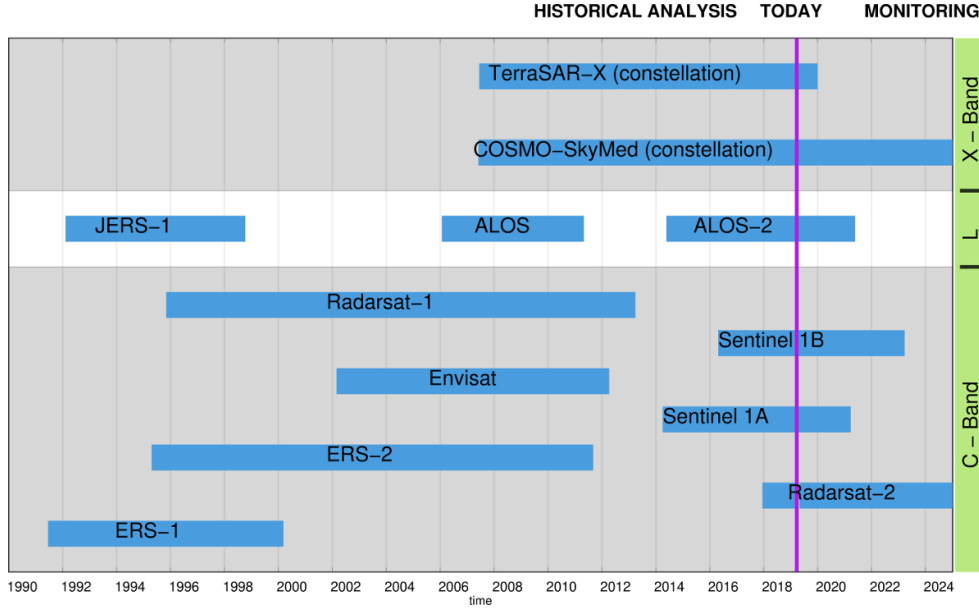 HISTORICAL ANALYSIS TODAY MONITORING
TerraSAR-X (constellation)
COSMO-SkyMed (constellation)
X - Band
JERS-1 ALOS ALOS-2
L
Radarsat-1
Sentinel 1B
Envisat
Sentinel 1A
ERS-2
Radarsat-2
ERS-1
C - Band
1990 1992 1994 1996 1998 2000 2002 2004 2006 2008 2010 2012 2014 2016 2018 2020 2022 2024
time